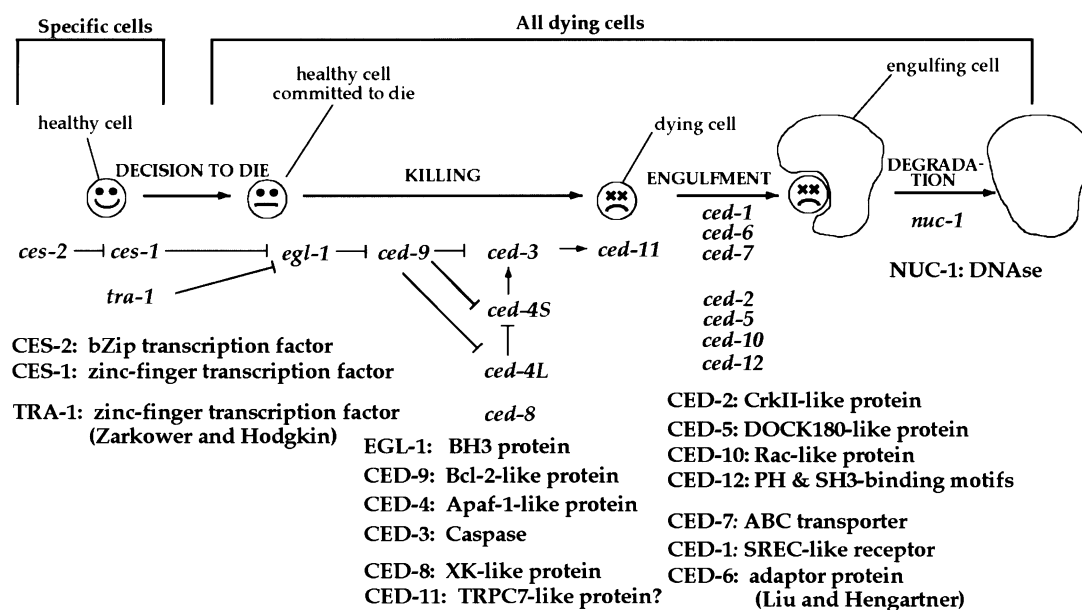 Specific cells
All dying cells
healthy cell
healthy cell
committed to die
dying cell
engulfing cell
DECISION TO DIE
KILLING
ENGULFMENT
DEGRADA-
TION
xx
xx
ces-2
ces-1
egl-1
ced-9
ced-3
ced-11
tra-1
ced-4S
ced-4L
ced-8
ced-1
ced-6
ced-7
ced-2
ced-5
ced-10
ced-12
nuc-1
NUC-1: DNAse
CES-2: bZip transcription factor
CES-1: zinc-finger transcription factor
TRA-1: zinc-finger transcription factor
(Zarkower and Hodgkin)
EGL-1: BH3 protein
CED-9: Bcl-2-like protein
CED-4: Apaf-1-like protein
CED-3: Caspase
CED-8: XK-like protein
CED-11: TRPC7-like protein?
CED-2: CrkII-like protein
CED-5: DOCK180-like protein
CED-10: Rac-like protein
CED-12: PH & SH3-binding motifs
CED-7: ABC transporter
CED-1: SREC-like receptor
CED-6: adaptor protein
(Liu and Hengartner)